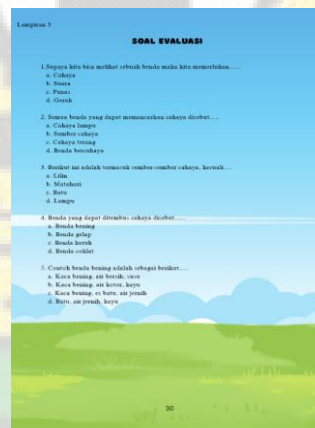 Lampiran 3
SOAL EVALUASI
1. Supaya kita bisa melihat sebuah benda maka kita memerlukan......
a. Cahaya
b. Suara
c. Panas
d. Gerak
2. Semua benda yang dapat memancarkan cahaya disebut....
a. Cahaya lampu
b. Sumber cahaya
c. Cahaya terang
d. Benda bercahaya
3. Berikut ini adalah termasuk sumber-sumber cahaya, kecuali....
a. Lilin
b. Matahari
c. Batu
d. Lampu
4. Benda yang dapat ditembus cahaya disebut......
a. Benda bening
b. Benda gelap
c. Benda keruh
d. Benda coklat
5. Contoh benda bening adalah sebagai berikut.....
a. Kaca bening, air bersih, susu
b. Kaca bening, air kotor, kayu
c. Kaca bening, es batu, air jernih
d. Batu, air jernih, kayu
20